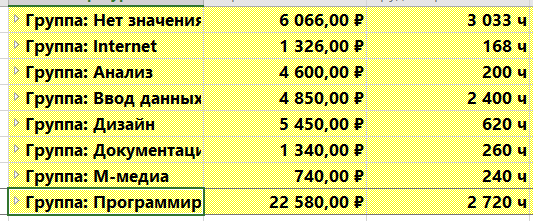 Группа: Нет значения 6 066,00 ₽ 3 033 ч
Группа: Internet 1 326,00 ₽ 168 ч
Группа: Анализ 4 600,00 ₽ 200 ч
Группа: Ввод данных 4 850,00 ₽ 2 400 ч
Группа: Дизайн 5 450,00 ₽ 620 ч
Группа: Документаци 1 340,00 ₽ 260 ч
Группа: М-медиа 740,00 ₽ 240 ч
Группа: Программир 22 580,00 ₽ 2 720 ч